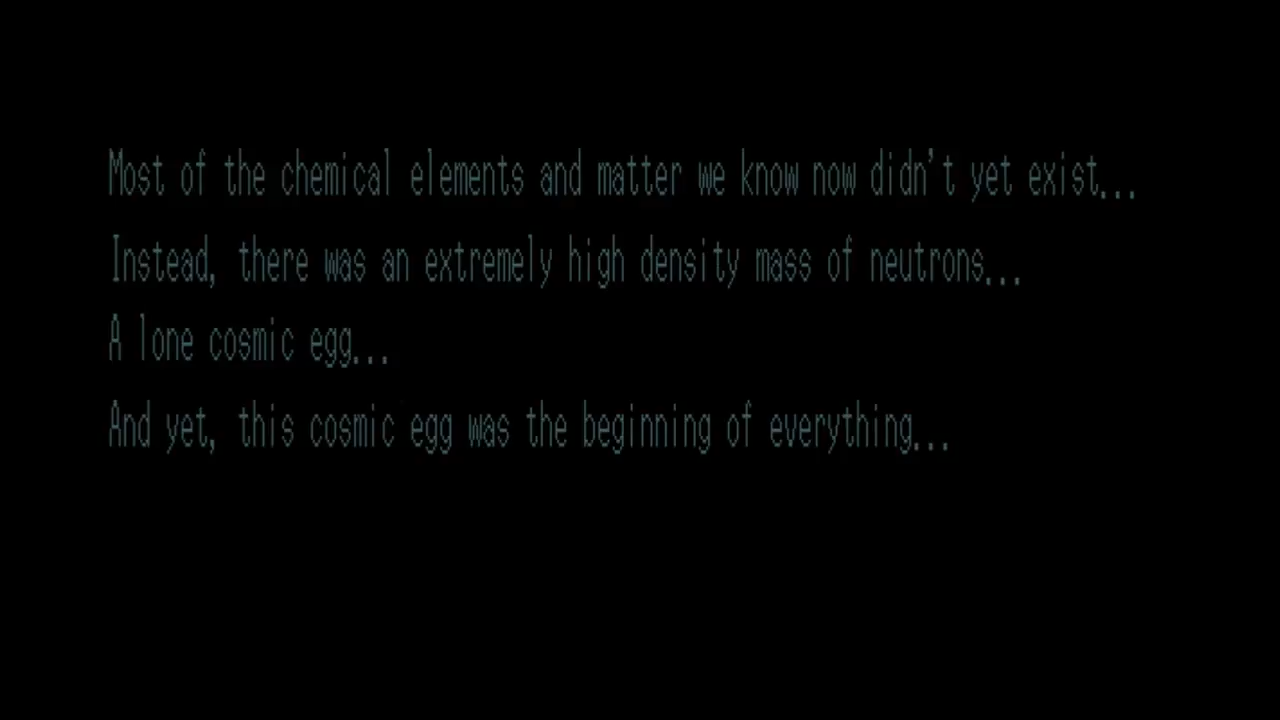 Most of the chemical elements and matter we know now didn't yet exist...
Instead, there was an extremely high density mass of neutrons...
A lone cosmic egg...
And yet, this cosmic egg was the beginning of everything...